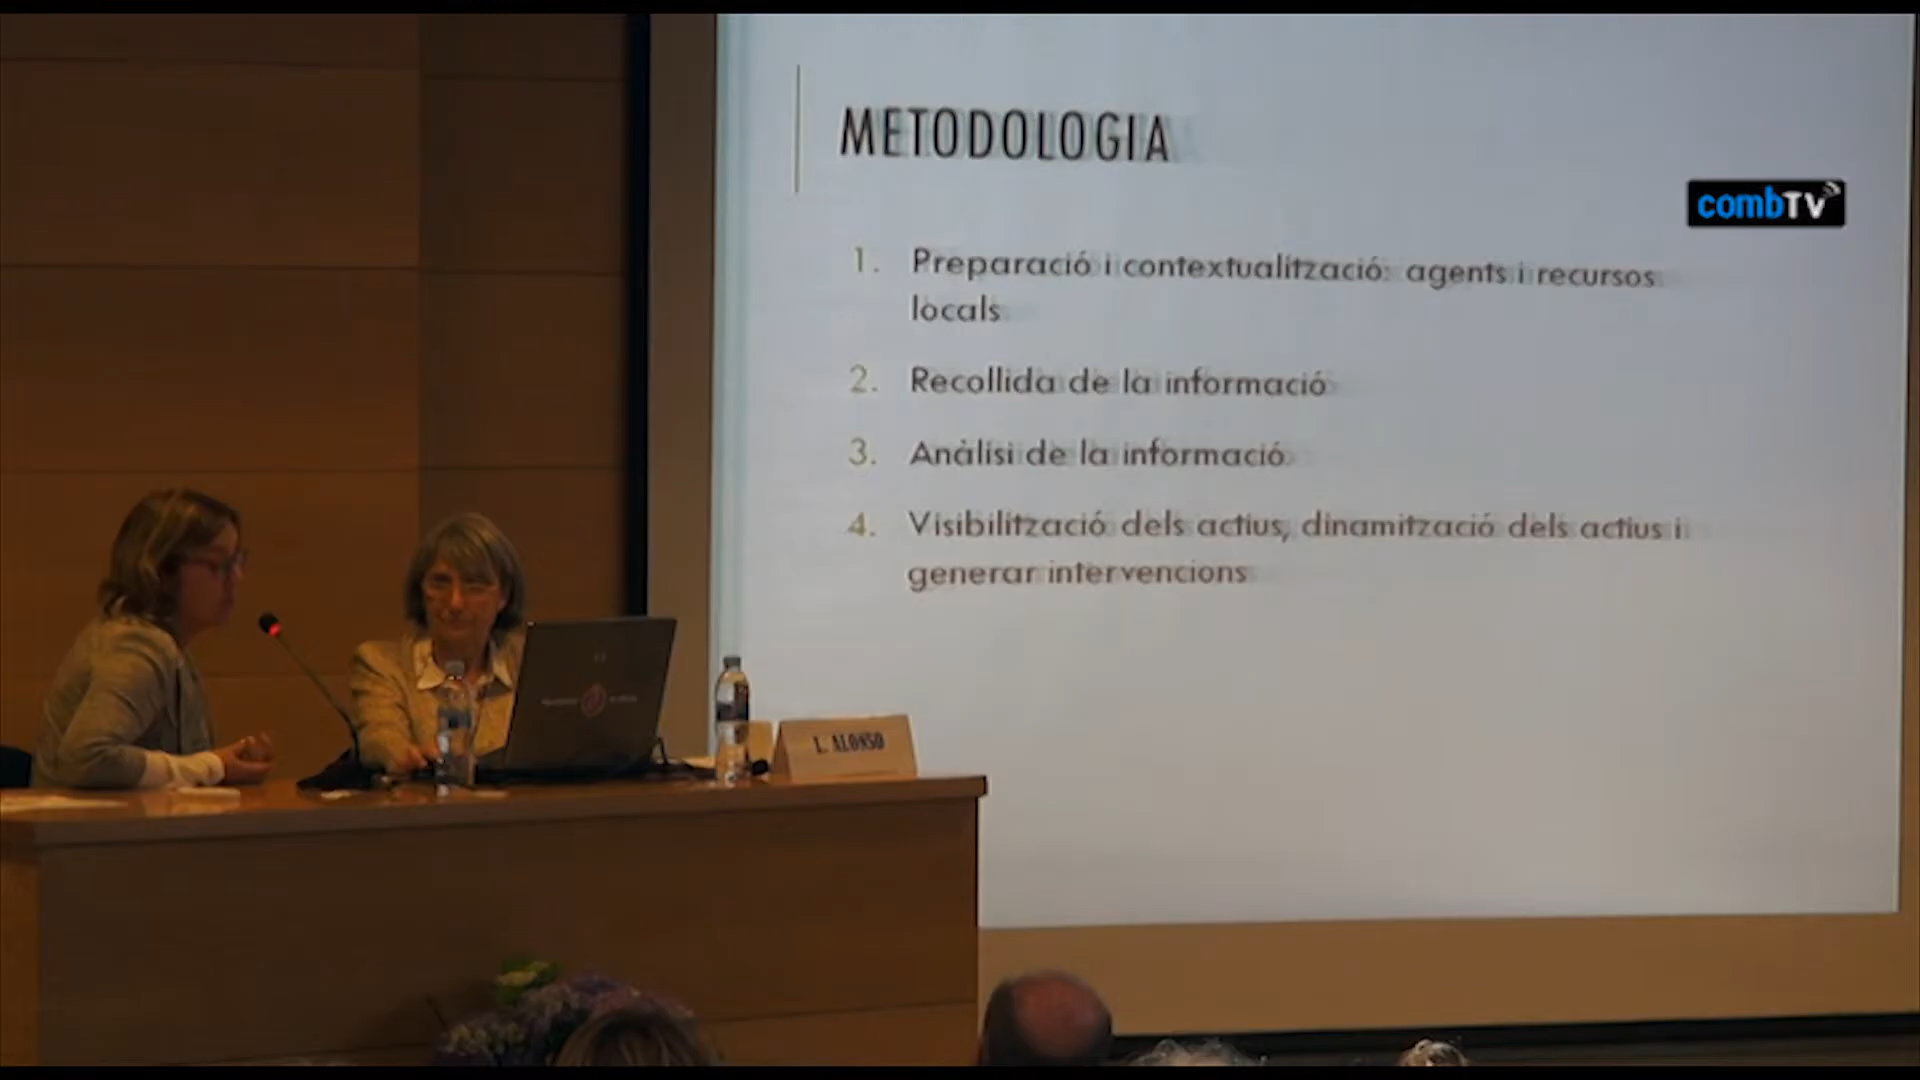 METODOLOGIA
combTV
1. Preparació i contextualització: agents i recursos
locals
2. Recollida de la informació
3. Anàlisi de la informació
4. Visibilització dels actius, dinamització dels actius i
generar intervencions
L. ALONSO